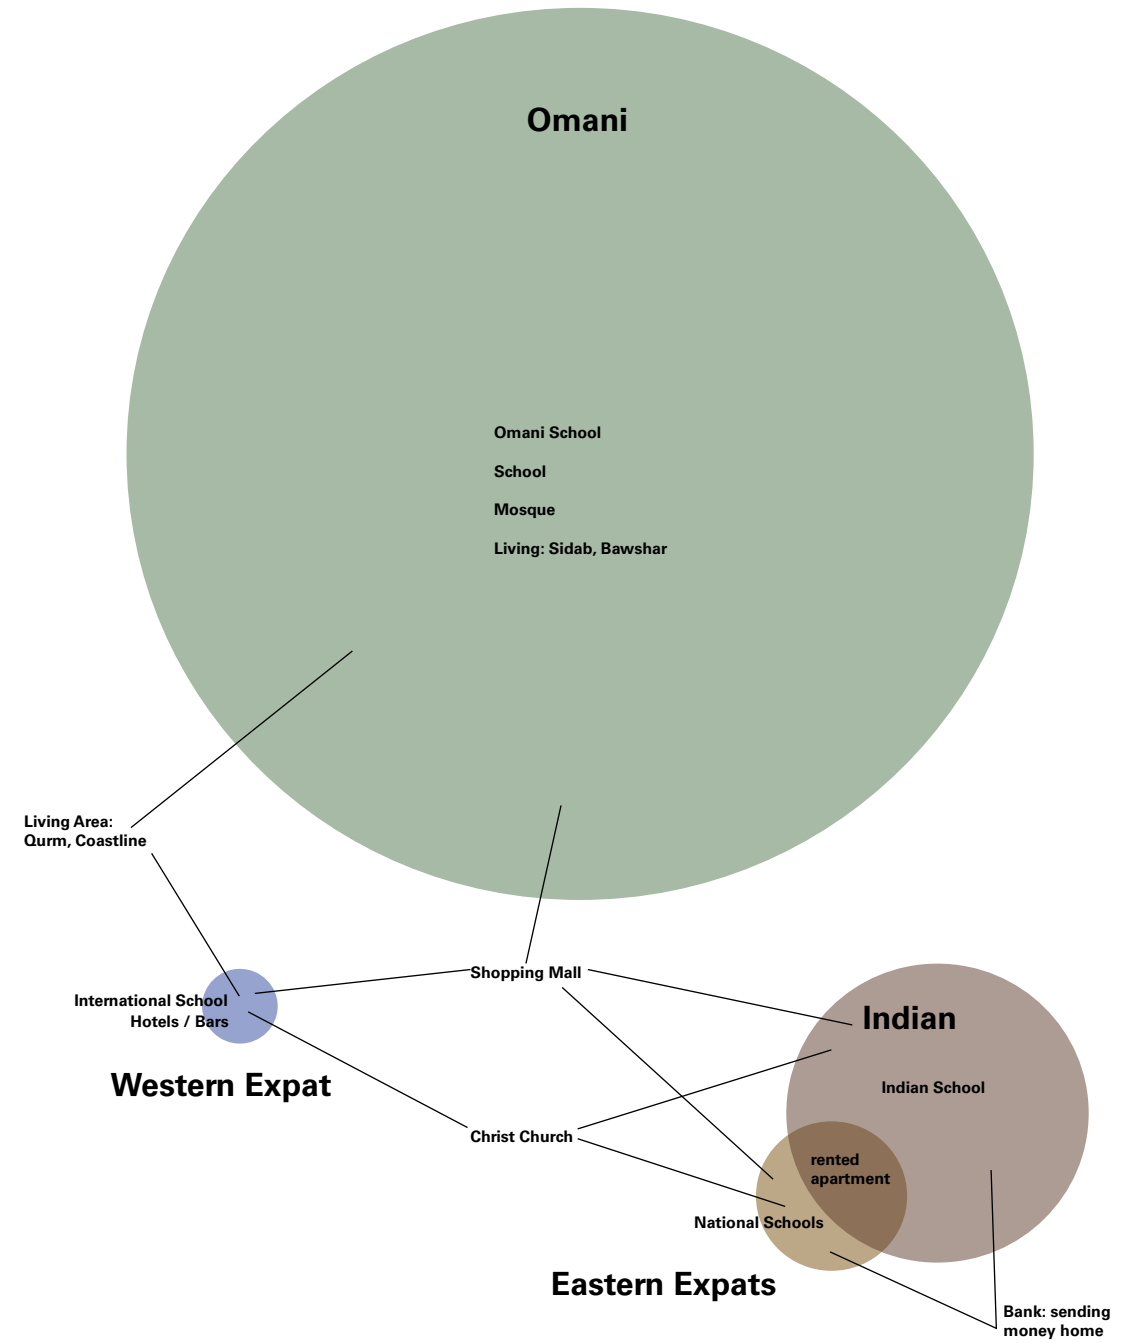 Omani
Omani School
School
Mosque
Living: Sidab, Bawshar
Living Area:
Qurm, Coastline
Shopping Mall
International School
Hotels / Bars
Western Expat
Indian
Indian School
Christ Church
rented
apartment
National Schools
Eastern Expats
Bank: sending
money home